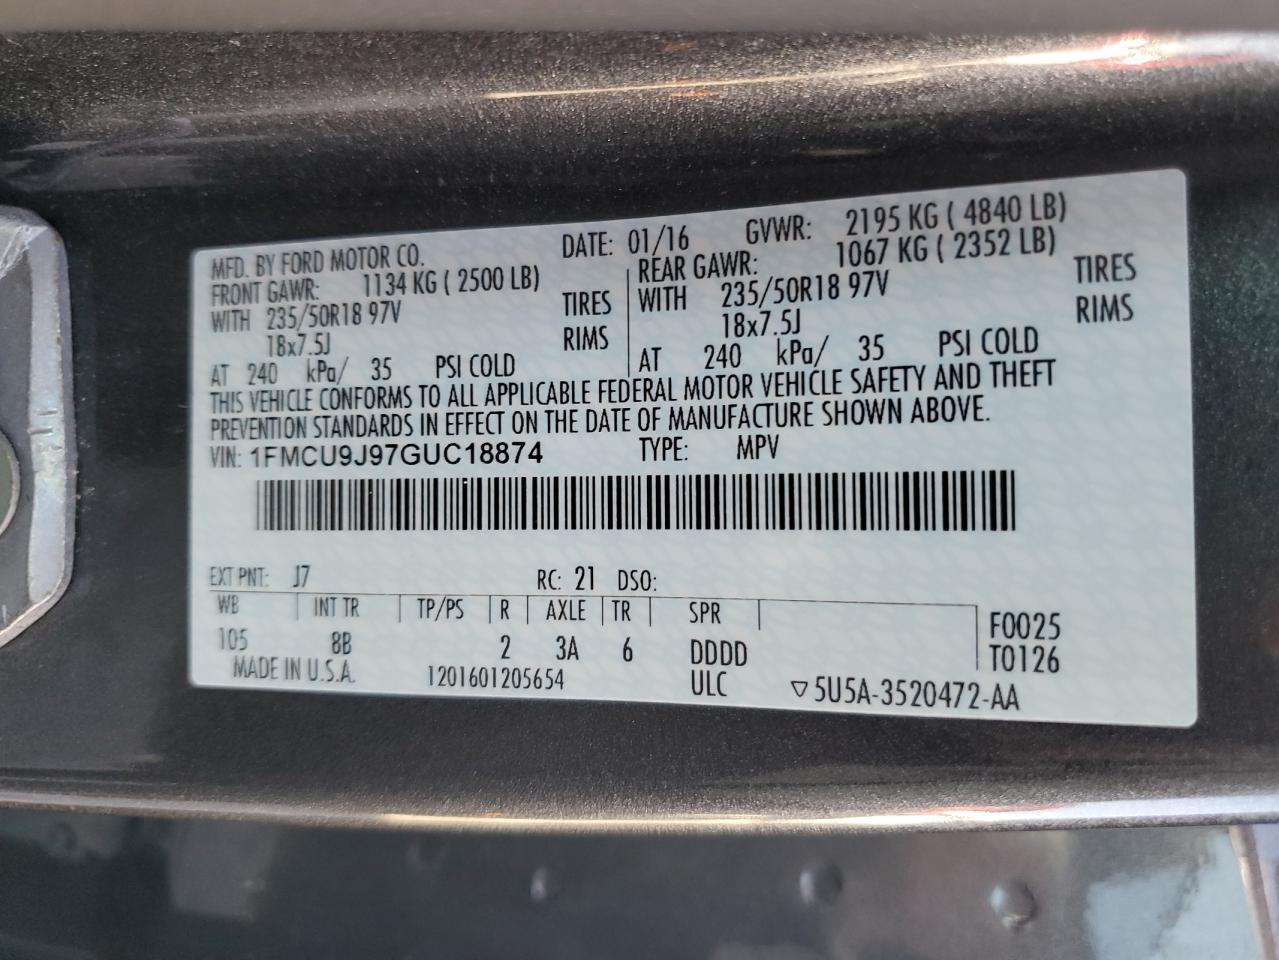 MFD. BY FORD MOTOR CO. DATE: 01/16 GVWR: 2195 KG ( 4840 LB)
FRONT GAWR: 1134 KG ( 2500 LB)
WITH 235/50R18 97V TIRES
18x7.5J RIMS
AT 240 kPa/ 35 PSI COLD
REAR GAWR: 1067 KG ( 2352 LB)
WITH 235/50R18 97V TIRES
18x7.5J RIMS
AT 240 kPa/ 35 PSI COLD
THIS VEHICLE CONFORMS TO ALL APPLICABLE FEDERAL MOTOR VEHICLE SAFETY AND THEFT
PREVENTION STANDARDS IN EFFECT ON THE DATE OF MANUFACTURE SHOWN ABOVE.
VIN: 1FMCU9J97GUC18874 TYPE: MPV
EXT PNT: J7 RC: 21 DSO:
WB INT TR TP/PS R AXLE TR SPR
105 8B 2 3A 6 DDDD
F0025
T0126
MADE IN U.S.A. 1201601205654 ULC ▽5U5A-3520472-AA